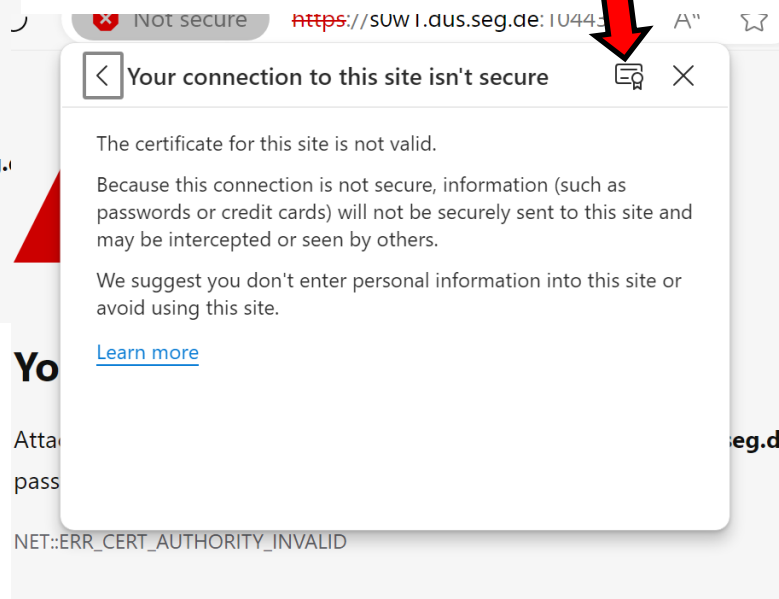 Not secure https://s0w1.dus.seg.de:10443 A
Your connection to this site isn't secure
The certificate for this site is not valid.
Because this connection is not secure, information (such as
passwords or credit cards) will not be securely sent to this site and
may be intercepted or seen by others.
We suggest you don't enter personal information into this site or
avoid using this site.
Learn more
Yo
Atta seg.d
pass
NET::ERR_CERT_AUTHORITY_INVALID